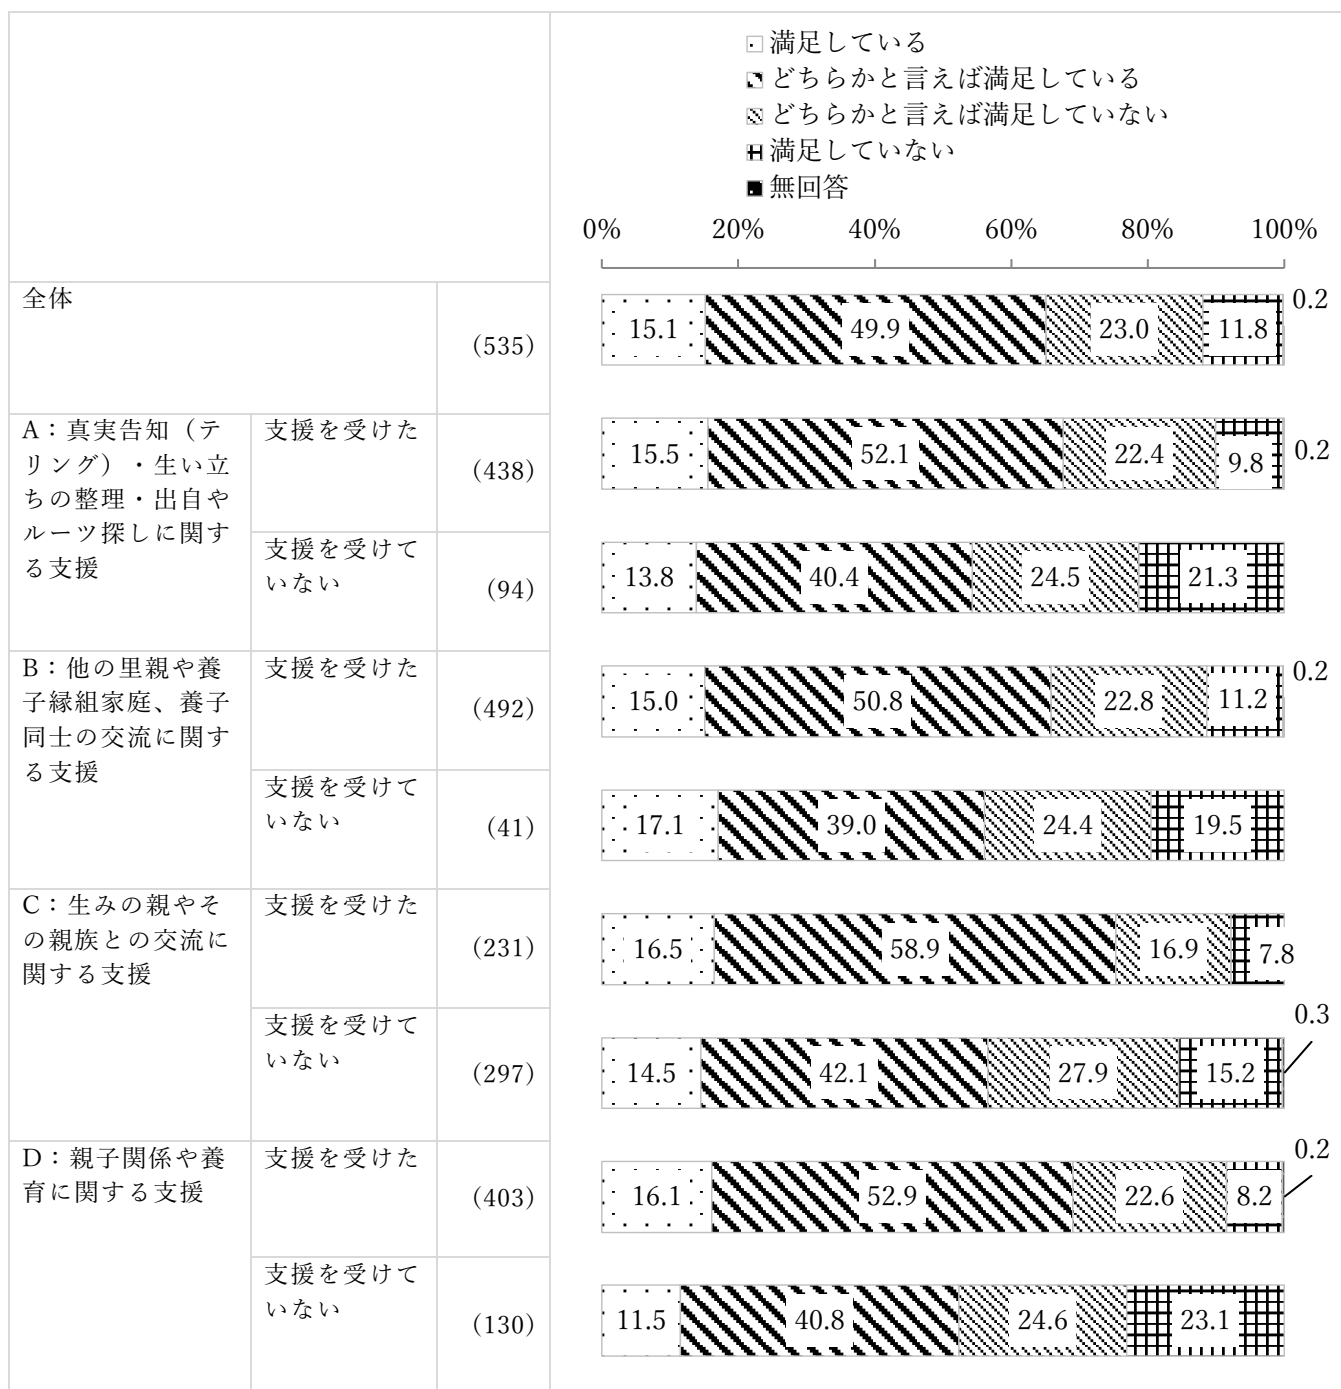 満足している
どちらかと言えば満足している
どちらかと言えば満足していない
満足していない
無回答
0% 20% 40% 60% 80% 100%
全体
(535)
15.1 49.9 23.0 11.8 0.2
A：真実告知（テ
リング）・生い立
ちの整理・出自や
ルーツ探しに関す
る支援
支援を受けた
(438)
15.5 52.1 22.4 9.8 0.2
支援を受けて
いない
(94)
13.8 40.4 24.5 21.3
B：他の里親や養
子縁組家庭、養子
同士の交流に関す
る支援
支援を受けた
(492)
15.0 50.8 22.8 11.2 0.2
支援を受けて
いない
(41)
17.1 39.0 24.4 19.5
C：生みの親やそ
の親族との交流に
関する支援
支援を受けた
(231)
16.5 58.9 16.9 7.8
支援を受けて
いない
(297)
14.5 42.1 27.9 15.2 0.3
D：親子関係や養
育に関する支援
支援を受けた
(403)
16.1 52.9 22.6 8.2 0.2
支援を受けて
いない
(130)
11.5 40.8 24.6 23.1